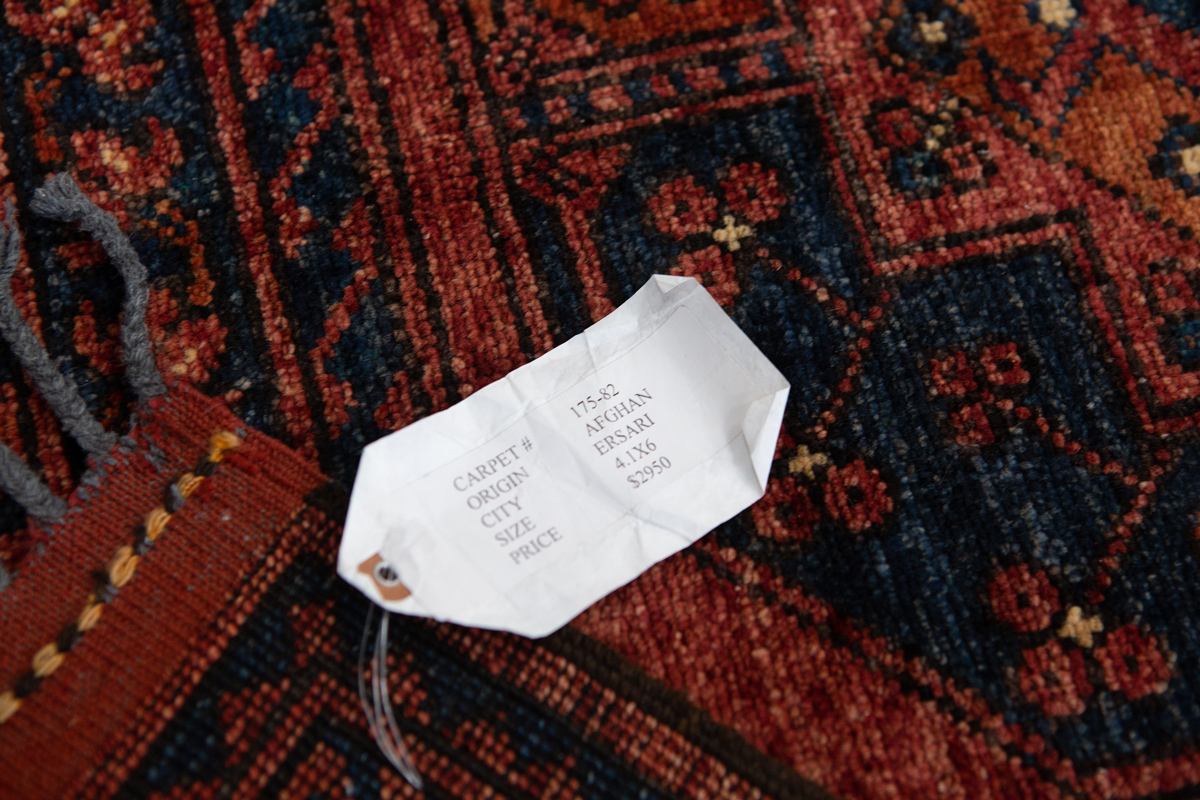 CARPET # 175-82
ORIGIN AFGHAN
CITY ERSARI
SIZE 4.1X6
PRICE $2950